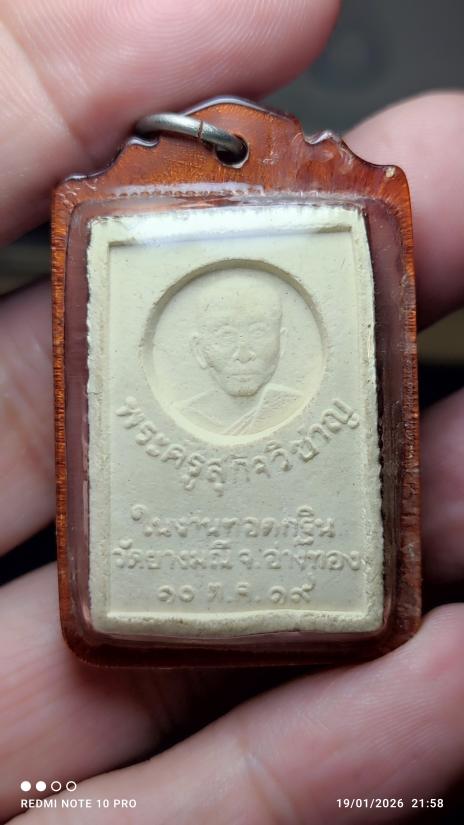 พระครูสุกิจวิชาญ
ในงานทอดกฐิน
วัดยางมณี จ.อ่างทอง
๑๐ ต.ค. ๑๙
REDMI NOTE 10 PRO
19/01/2026 21:58